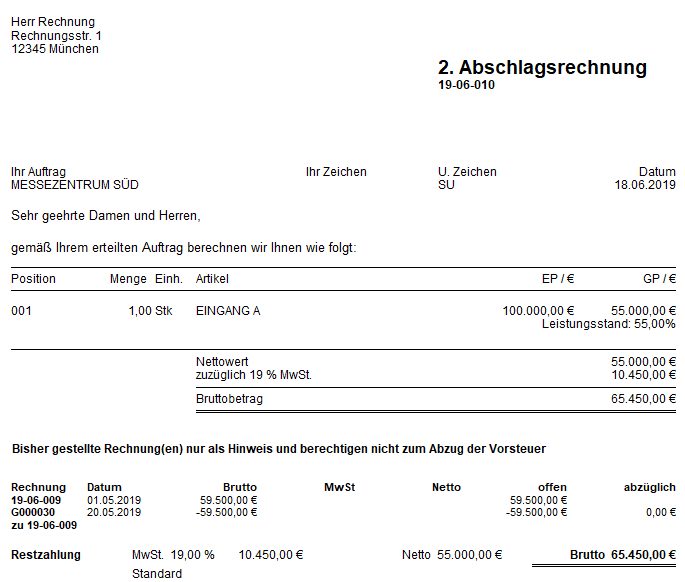 Herr Rechnung
Rechnungsstr. 1
12345 München
2. Abschlagsrechnung
19-06-010
Ihr Auftrag Ihr Zeichen U. Zeichen Datum
MESSEZENTRUM SÜD SU 18.06.2019
Sehr geehrte Damen und Herren,
gemäß Ihrem erteilten Auftrag berechnen wir Ihnen wie folgt:
Position Menge Einh. Artikel EP / € GP / €
001 1,00 Stk EINGANG A 100.000,00 € 55.000,00 €
Leistungsstand: 55,00%
Nettowert 55.000,00 €
zuzüglich 19 % MwSt. 10.450,00 €
Bruttobetrag 65.450,00 €
Bisher gestellte Rechnung(en) nur als Hinweis und berechtigen nicht zum Abzug der Vorsteuer
Rechnung Datum Brutto MwSt Netto offen abzüglich
19-06-009 01.05.2019 59.500,00 € 59.500,00 €
G000030 20.05.2019 -59.500,00 € -59.500,00 € 0,00 €
zu 19-06-009
Restzahlung MwSt. 19,00 % 10.450,00 € Netto 55.000,00 € Brutto 65.450,00 €
Standard